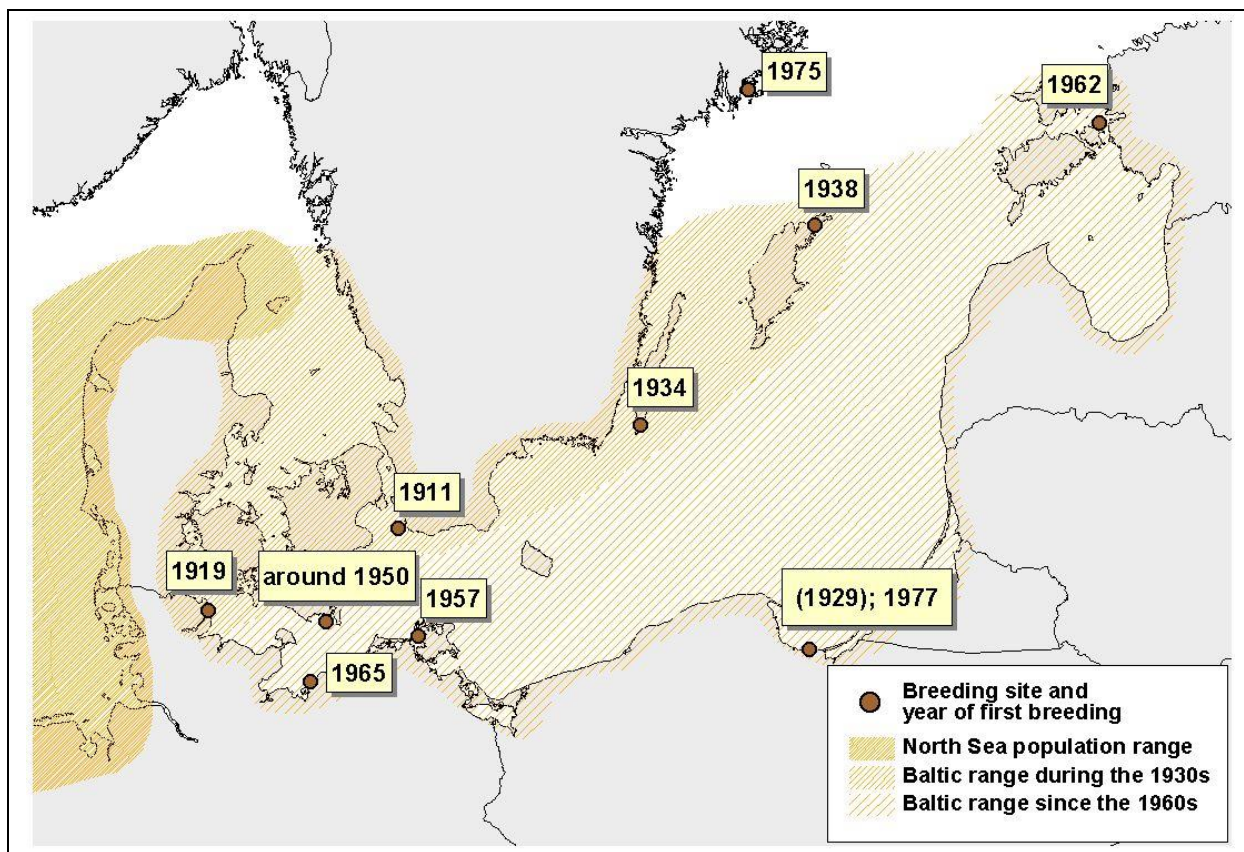 1975
1962
1938
1934
1911
1919
around 1950
1957
(1929); 1977
1965
Breeding site and
year of first breeding
North Sea population range
Baltic range during the 1930s
Baltic range since the 1960s